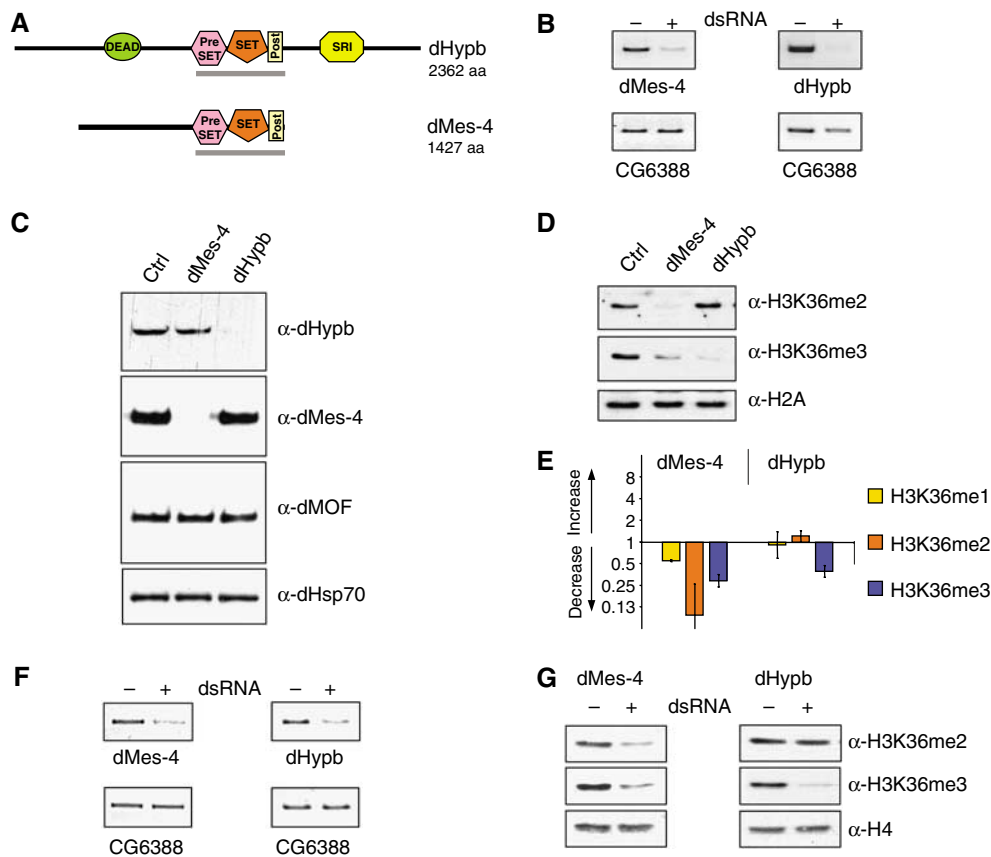 A
DEAD
Pre
SET
SET
Post
SRI
dHypb
2362 aa
Pre
SET
SET
Post
dMes-4
1427 aa
B
– + dsRNA – +
dMes-4 dHypb
CG6388 CG6388
C
Ctrl dMes-4 dHypb
α-dHypb
α-dMes-4
α-dMOF
α-dHsp70
D
Ctrl dMes-4 dHypb
α-H3K36me2
α-H3K36me3
α-H2A
E
dMes-4 dHypb
Increase
Decrease
8
4
2
1
0.5
0.25
0.13
H3K36me1
H3K36me2
H3K36me3
F
– + dsRNA – +
dMes-4 dHypb
CG6388 CG6388
G
dMes-4 dHypb
– + dsRNA – +
α-H3K36me2
α-H3K36me3
α-H4